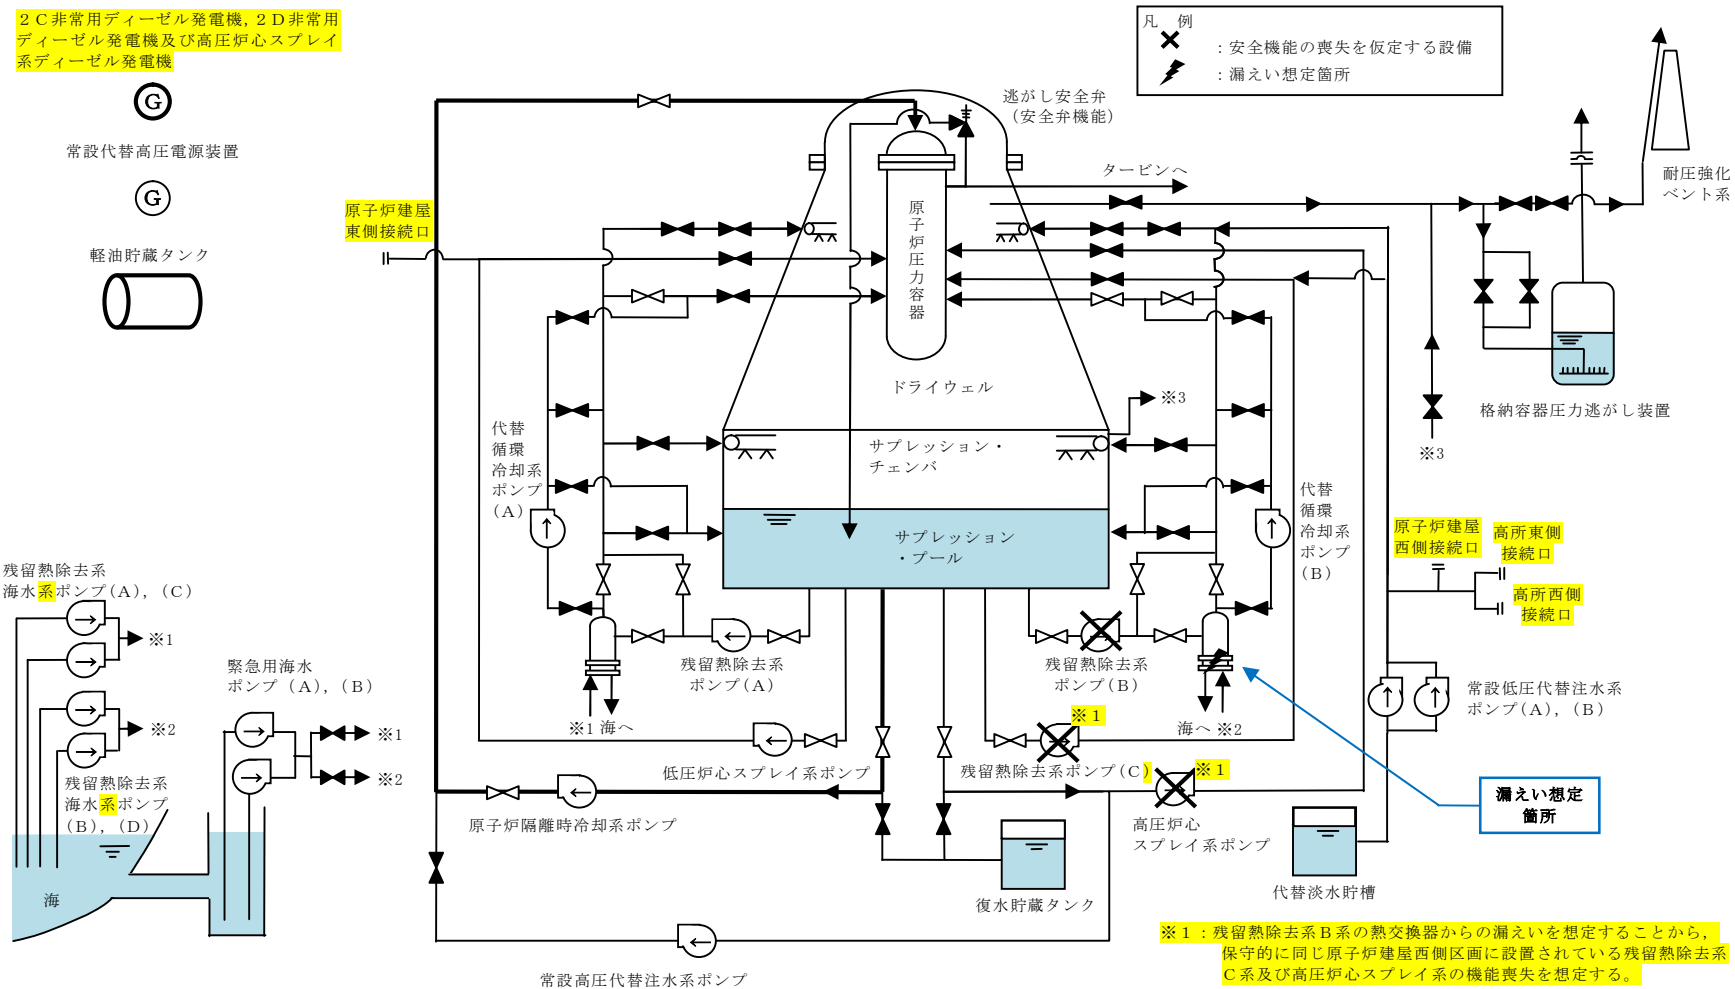 ２Ｃ非常用ディーゼル発電機，２Ｄ非常用
ディーゼル発電機及び高圧炉心スプレイ
系ディーゼル発電機
G
常設代替高圧電源装置
G
軽油貯蔵タンク
凡　例
：安全機能の喪失を仮定する設備
：漏えい想定箇所
逃がし安全弁
（安全弁機能）
タービンへ
耐圧強化
ベント系
原子炉建屋
東側接続口
原子炉圧力容器
ドライウェル
※3
格納容器圧力逃がし装置
※3
サプレッション・
チェンバ
サプレッション
・プール
代替
循環
冷却系
ポンプ
（A）
代替
循環
冷却系
ポンプ
（B）
原子炉建屋
西側接続口
高所東側
接続口
高所西側
接続口
残留熱除去系
海水系ポンプ（A），（C）
※1
※2
残留熱除去系
海水系ポンプ
（B），（D）
海
緊急用海水
ポンプ（A），（B）
※1
※2
残留熱除去系
ポンプ（A）
※1 海へ
残留熱除去系
ポンプ（B）
海へ ※2
常設低圧代替注水系
ポンプ（A），（B）
低圧炉心スプレイ系ポンプ
※１
残留熱除去系ポンプ（C）
※１
原子炉隔離時冷却系ポンプ
高圧炉心
スプレイ系ポンプ
漏えい想定
箇所
復水貯蔵タンク
代替淡水貯槽
常設高圧代替注水系ポンプ
※１：残留熱除去系Ｂ系の熱交換器からの漏えいを想定することから，
保守的に同じ原子炉建屋西側区画に設置されている残留熱除去系
Ｃ系及び高圧炉心スプレイ系の機能喪失を想定する。